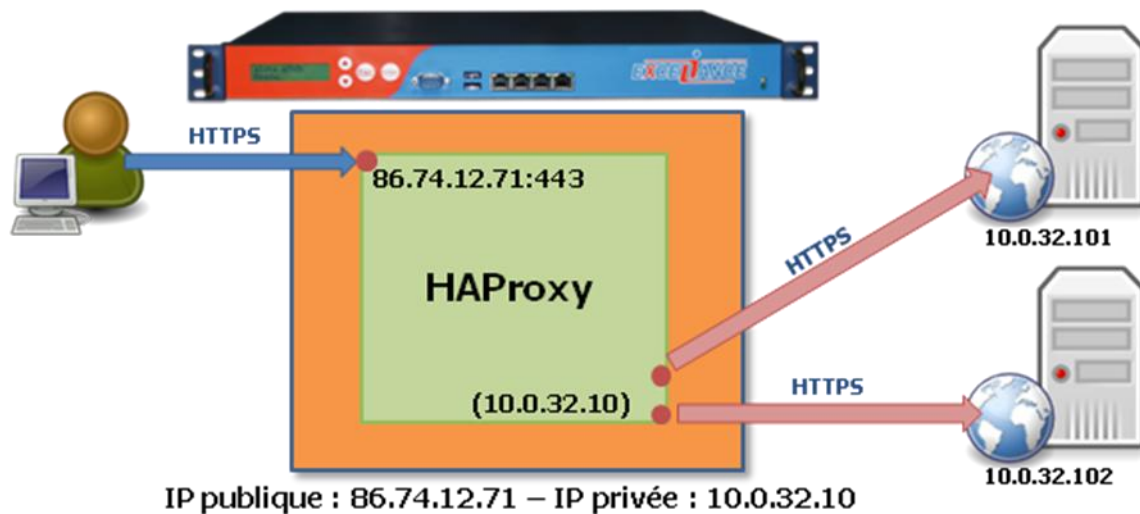 EXCELIANCE
HTTPS
86.74.12.71:443
HAProxy
HTTPS
10.0.32.101
(10.0.32.10)
HTTPS
10.0.32.102
IP publique : 86.74.12.71 – IP privée : 10.0.32.10